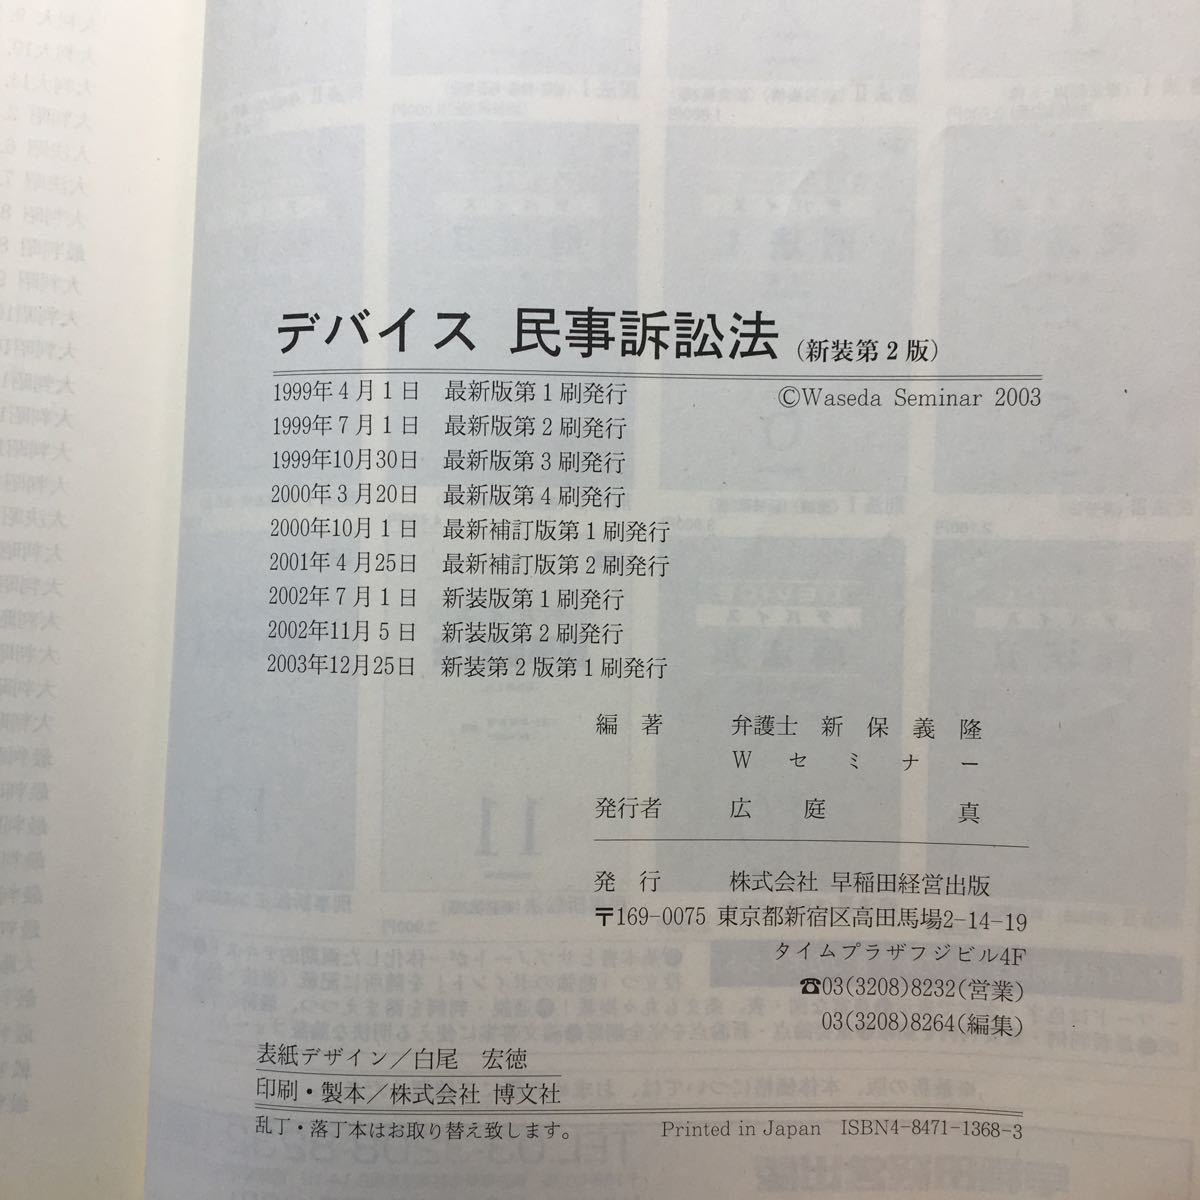 デバイス 民事訴訟法（新装第2版）
1999年4月1日 最新版第1刷発行
©Waseda Seminar 2003
1999年7月1日 最新版第2刷発行
1999年10月30日 最新版第3刷発行
2000年3月20日 最新版第4刷発行
2000年10月1日 最新補訂版第1刷発行
2001年4月25日 最新補訂版第2刷発行
2002年7月1日 新装版第1刷発行
2002年11月5日 新装版第2刷発行
2003年12月25日 新装第2版第1刷発行
編著 弁護士 新保義隆
Wセミナー
発行者 広庭 真
発行 株式会社 早稲田経営出版
〒169-0075 東京都新宿区高田馬場2-14-19
タイムプラザフジビル4F
☎03(3208)8232(営業)
03(3208)8264(編集)
表紙デザイン/白尾 宏徳
印刷・製本/株式会社 博文社
乱丁・落丁本はお取り替え致します。 Printed in Japan ISBN4-8471-1368-3